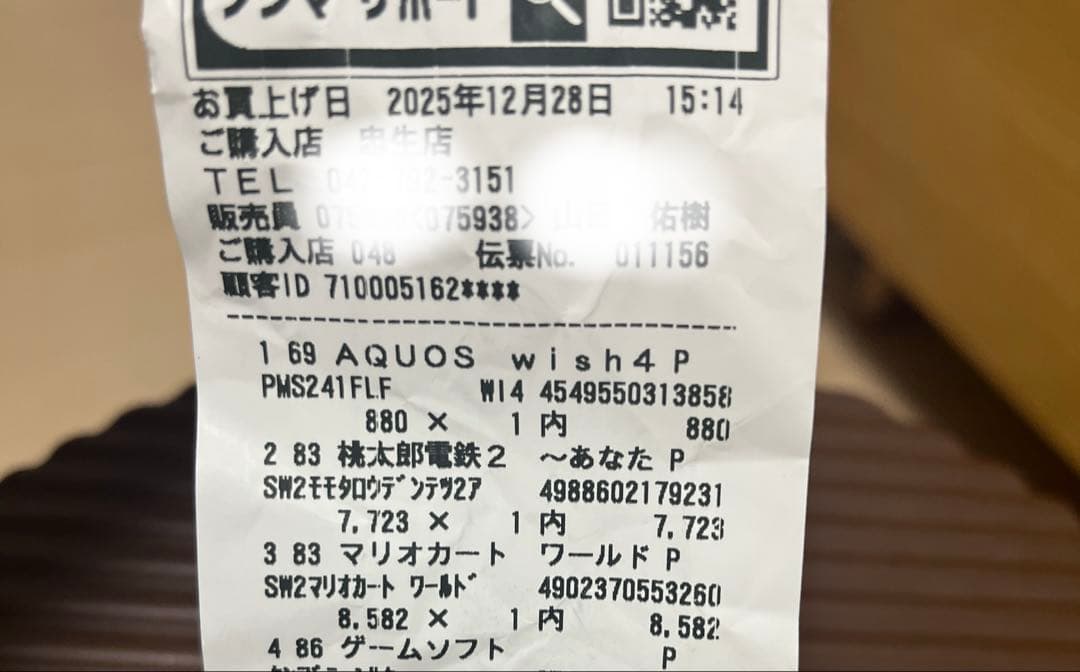 お買上げ日 2025年12月28日 15:14
ご購入店 忠生店
TEL 3151
販売員 075938> 佑樹
ご購入店 048 伝票No. 011156
顧客ID 710005162****
1 69 AQUOS wish4 P
PMS241FLF WI4 4549550313858
880 × 1 内 880
2 83 桃太郎電鉄2 ~あなた P
SW2モモタロウデンテツ2ア 4988602179231
7,723 × 1 内 7,723
3 83 マリオカート ワールド P
SW2マリオカート ワールド 4902370553260
8,582 × 1 内 8,582
4 86 ゲームソフト P